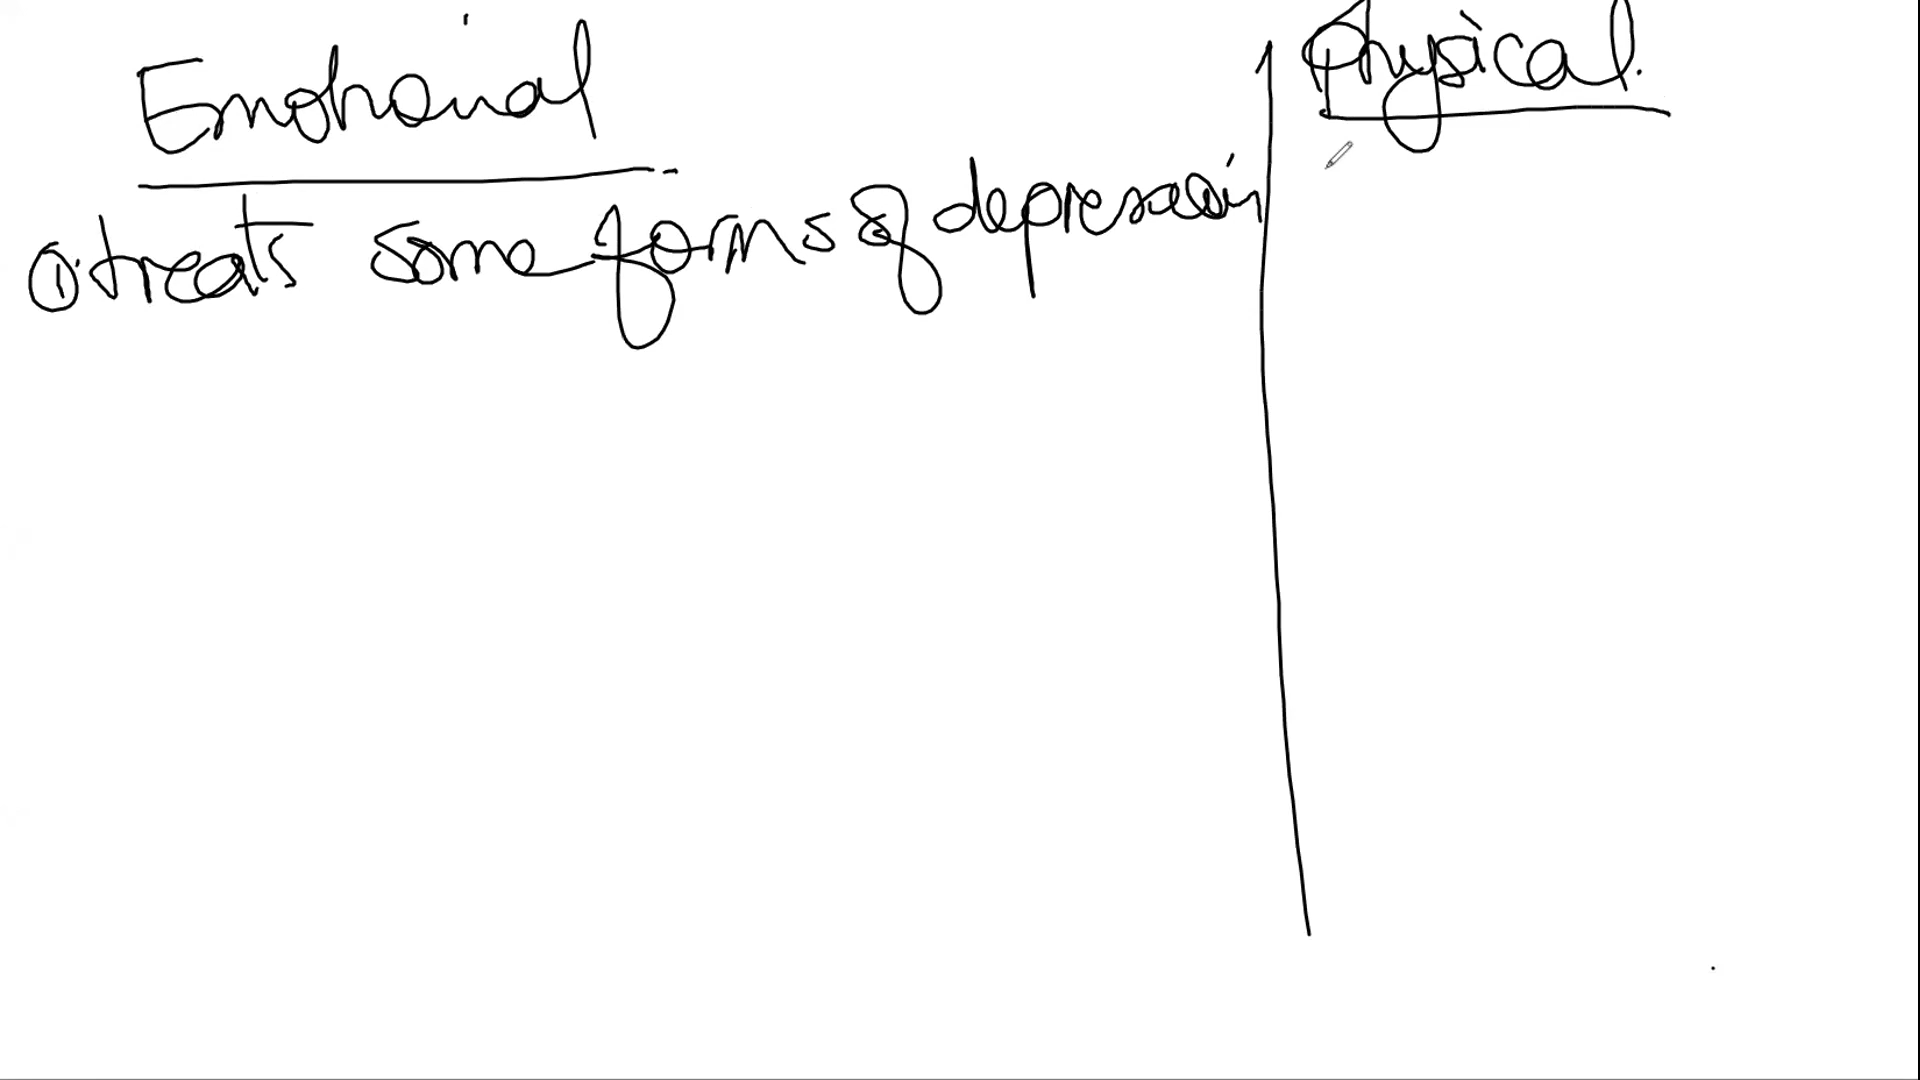 Emotional
Physical.
① treats some forms of depression